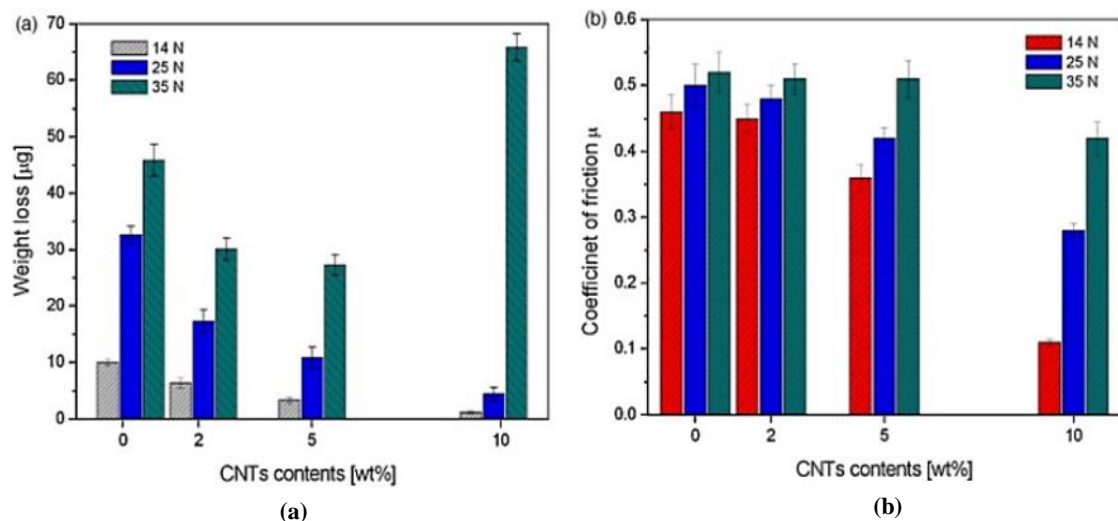 (a)
70
60
50
40
30
20
10
0
Weight loss [µg]
14 N
25 N
35 N
0 2 5 10
CNTs contents [wt%]
(a)
(b)
0.6
0.5
0.4
0.3
0.2
0.1
0.0
Coefficinet of friction µ
14 N
25 N
35 N
0 2 5 10
CNTs contents [wt%]
(b)